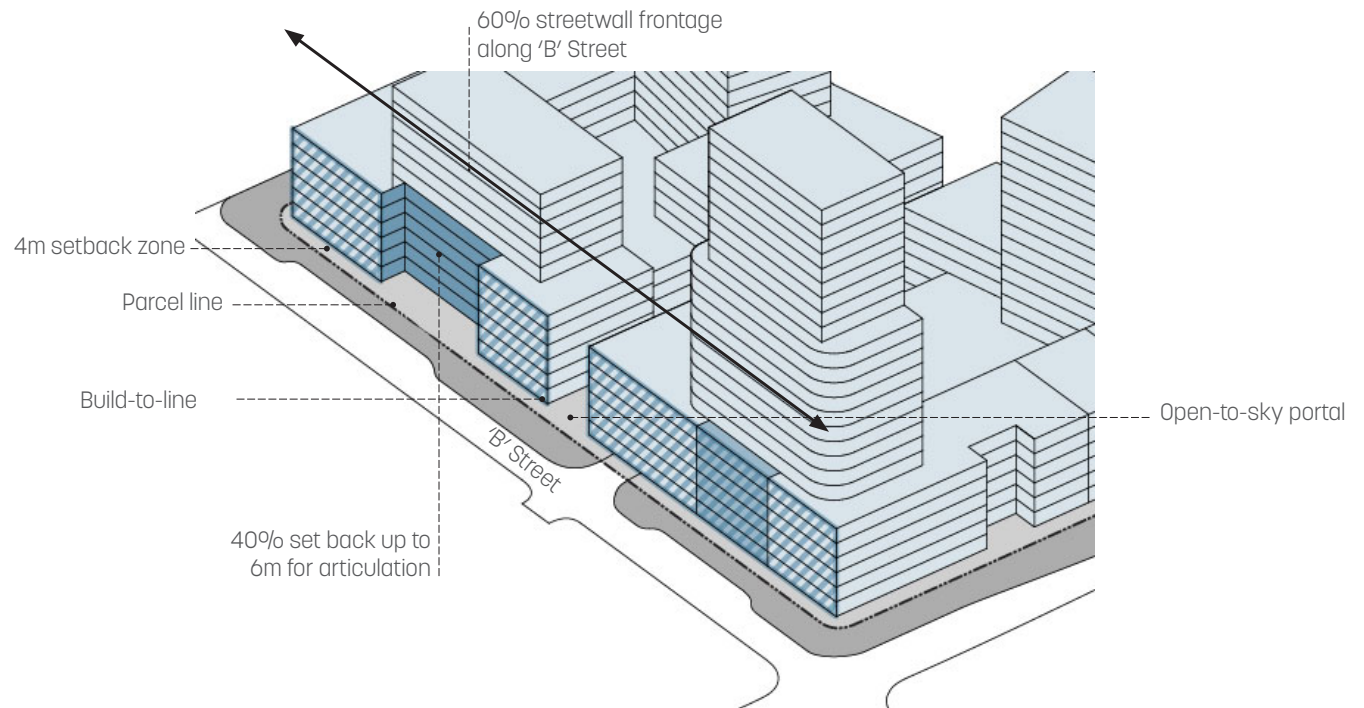 60% streetwall frontage
along ‘B’ Street
4m setback zone
Parcel line
Build-to-line
Open-to-sky portal
‘B’ Street
40% set back up to
6m for articulation